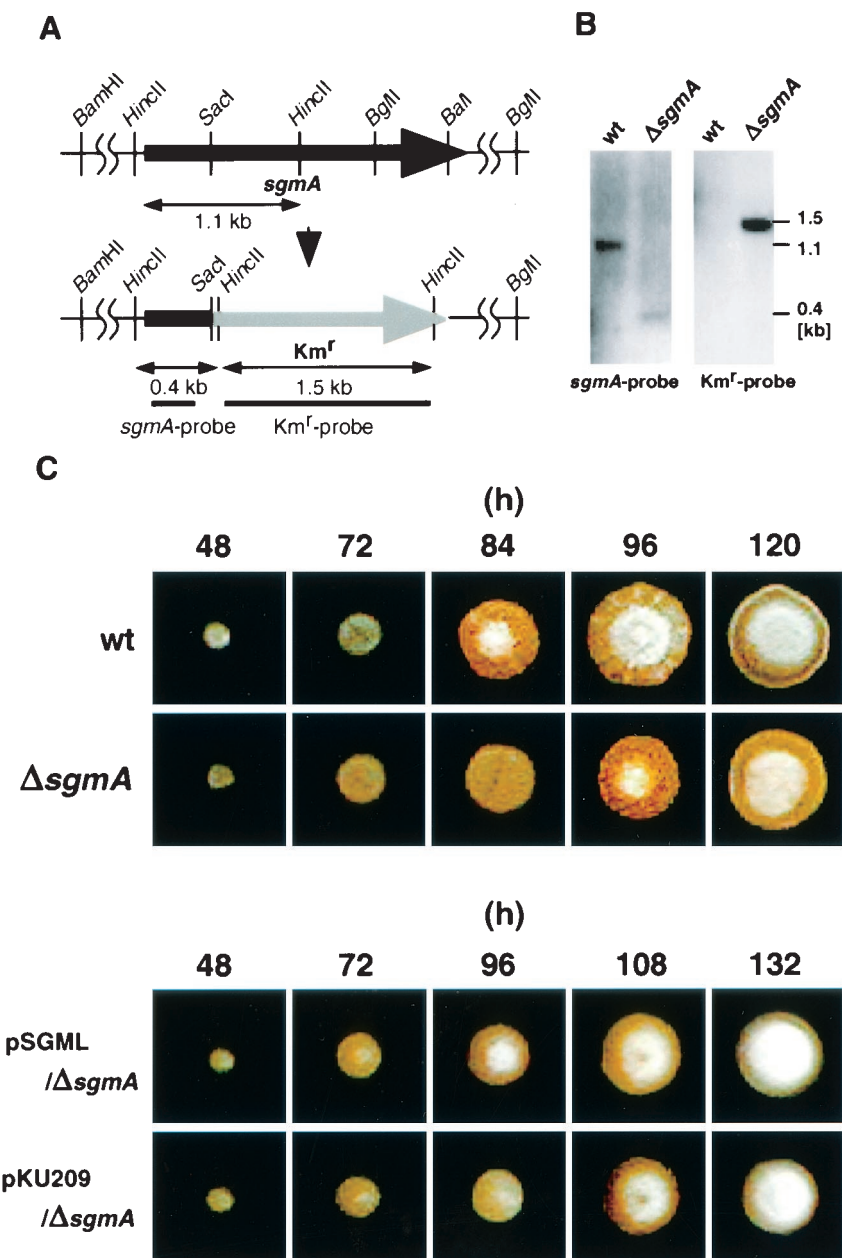 A
BamHI HincII SacI HincII BglII BalI BglII
sgmA
1.1 kb
BamHI HincII SacI HincII HincII BglII
Kmʳ
0.4 kb 1.5 kb
sgmA-probe Kmʳ-probe
B
wt ΔsgmA wt ΔsgmA
1.5
1.1
0.4
[kb]
sgmA-probe Kmʳ-probe
C
(h)
48 72 84 96 120
wt
ΔsgmA
(h)
48 72 96 108 132
pSGML
/ΔsgmA
pKU209
/ΔsgmA